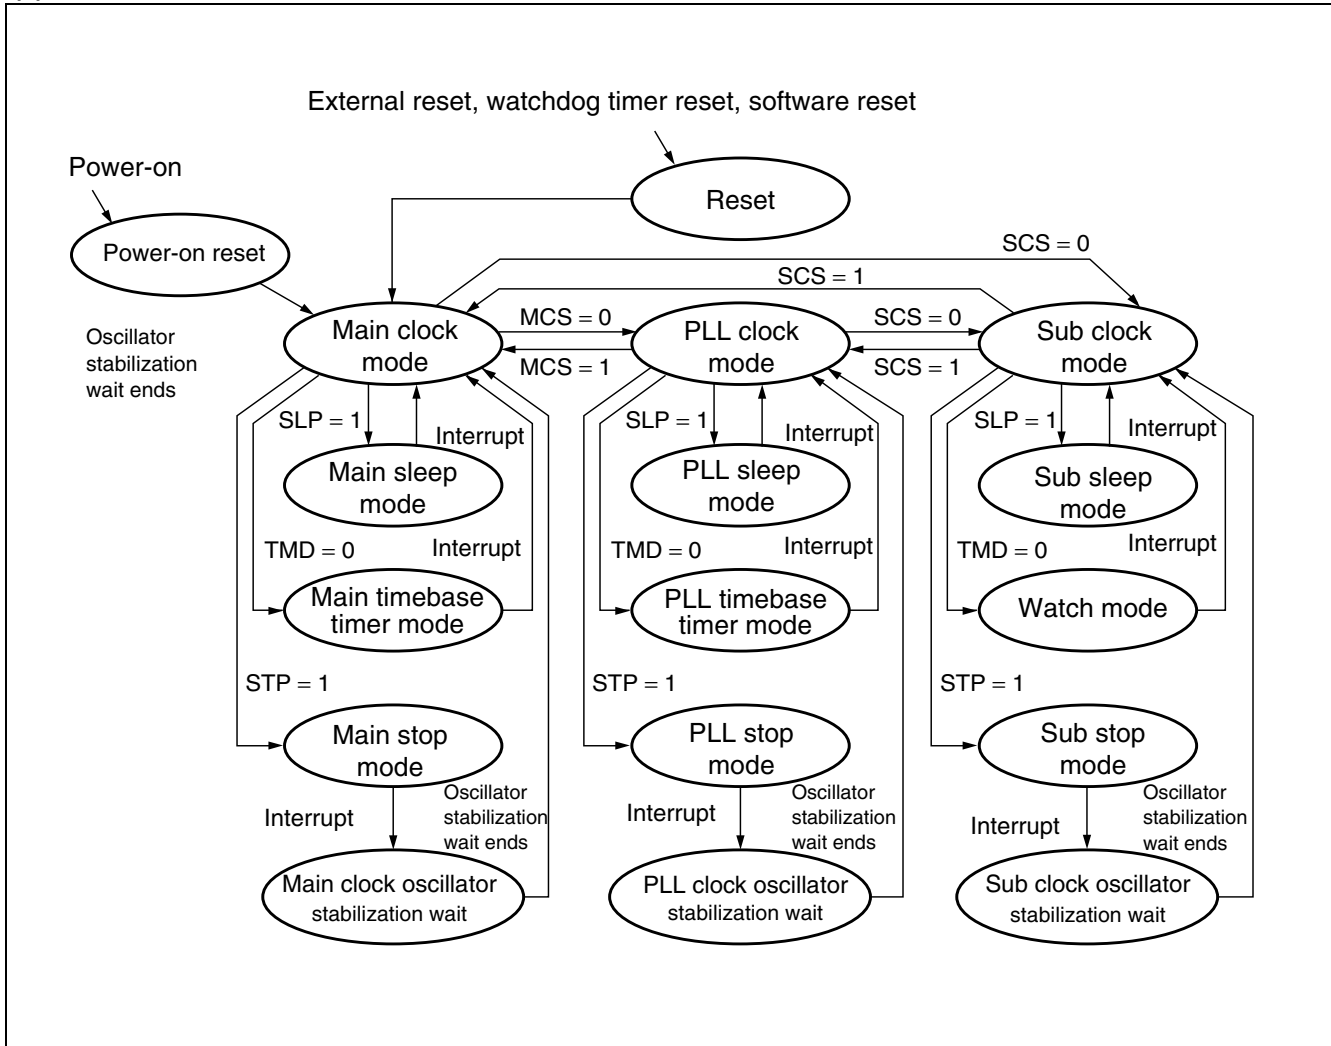 External reset, watchdog timer reset, software reset
Power-on
Reset
Power-on reset
SCS = 0
SCS = 1
Oscillator
stabilization
wait ends
Main clock
mode
MCS = 0
MCS = 1
PLL clock
mode
SCS = 0
SCS = 1
Sub clock
mode
SLP = 1
Interrupt
SLP = 1
Interrupt
SLP = 1
Interrupt
Main sleep
mode
PLL sleep
mode
Sub sleep
mode
TMD = 0
Interrupt
TMD = 0
Interrupt
TMD = 0
Interrupt
Main timebase
timer mode
PLL timebase
timer mode
Watch mode
STP = 1
STP = 1
STP = 1
Main stop
mode
PLL stop
mode
Sub stop
mode
Interrupt
Oscillator
stabilization
wait ends
Interrupt
Oscillator
stabilization
wait ends
Interrupt
Oscillator
stabilization
wait ends
Main clock oscillator
stabilization wait
PLL clock oscillator
stabilization wait
Sub clock oscillator
stabilization wait